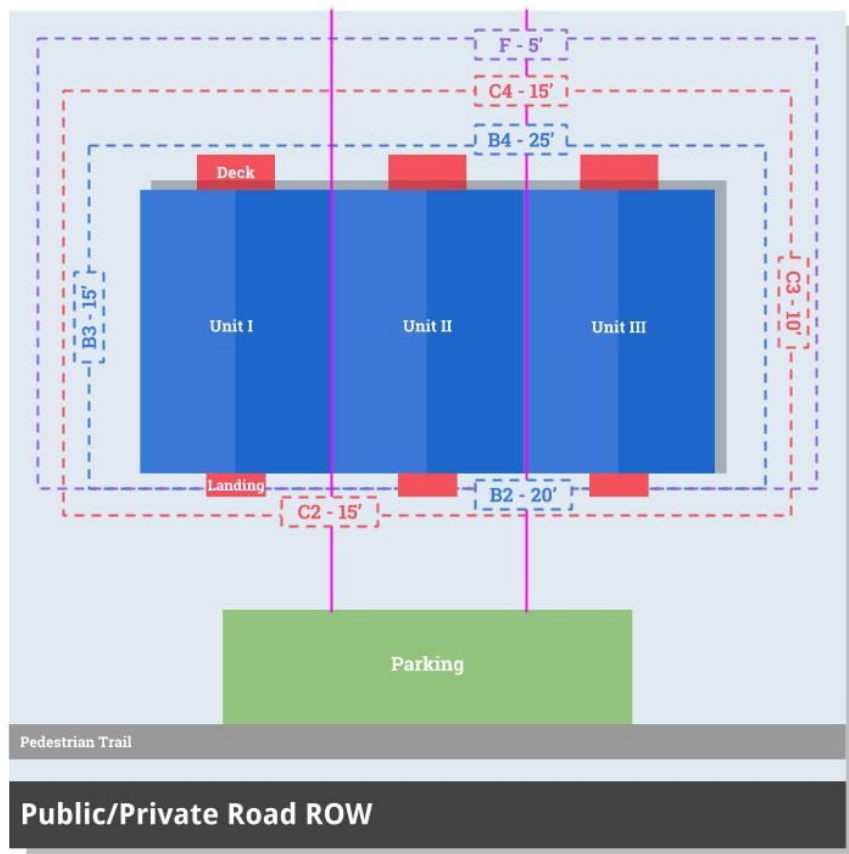 F - 5'
C4 - 15'
B4 - 25'
Deck
B3 - 15'
C3 - 10'
Unit I
Unit II
Unit III
Landing
B2 - 20'
C2 - 15'
Parking
Pedestrian Trail
Public/Private Road ROW